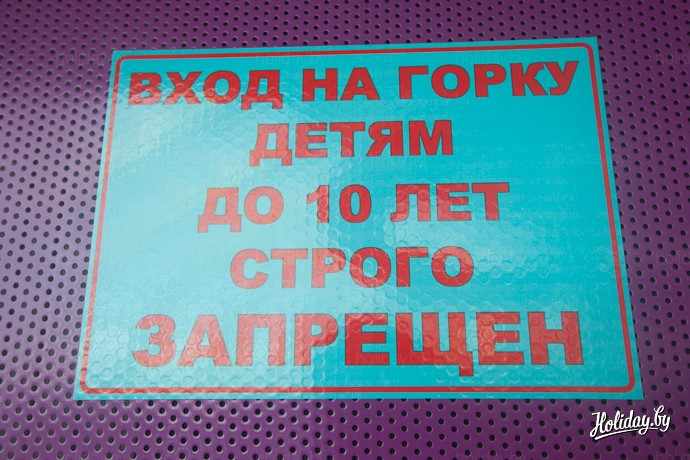 ВХОД НА ГОРКУ
ДЕТЯМ
ДО 10 ЛЕТ
СТРОГО
ЗАПРЕЩЕН
Holiday.by